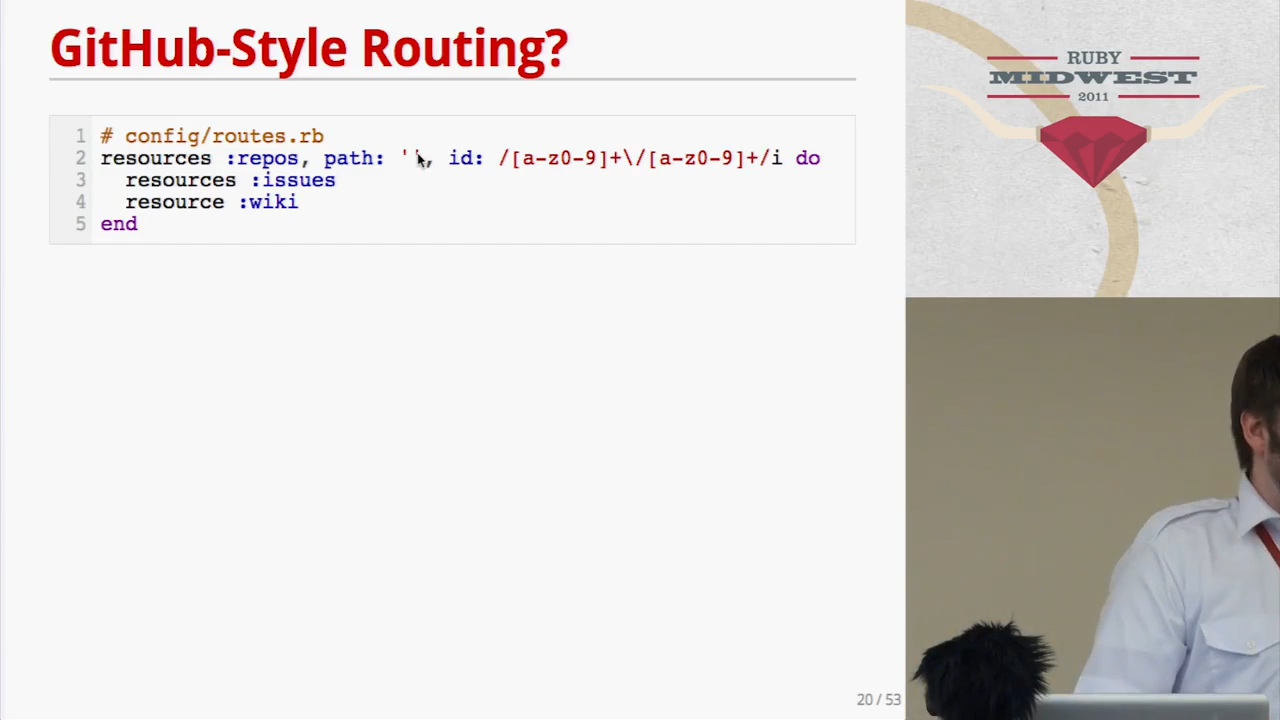 GitHub-Style Routing?
1 # config/routes.rb
2 resources :repos, path: '', id: /[a-z0-9]+\/[a-z0-9]+/i do
3   resources :issues
4   resource :wiki
5 end
20 / 53
RUBY
MIDWEST
2011